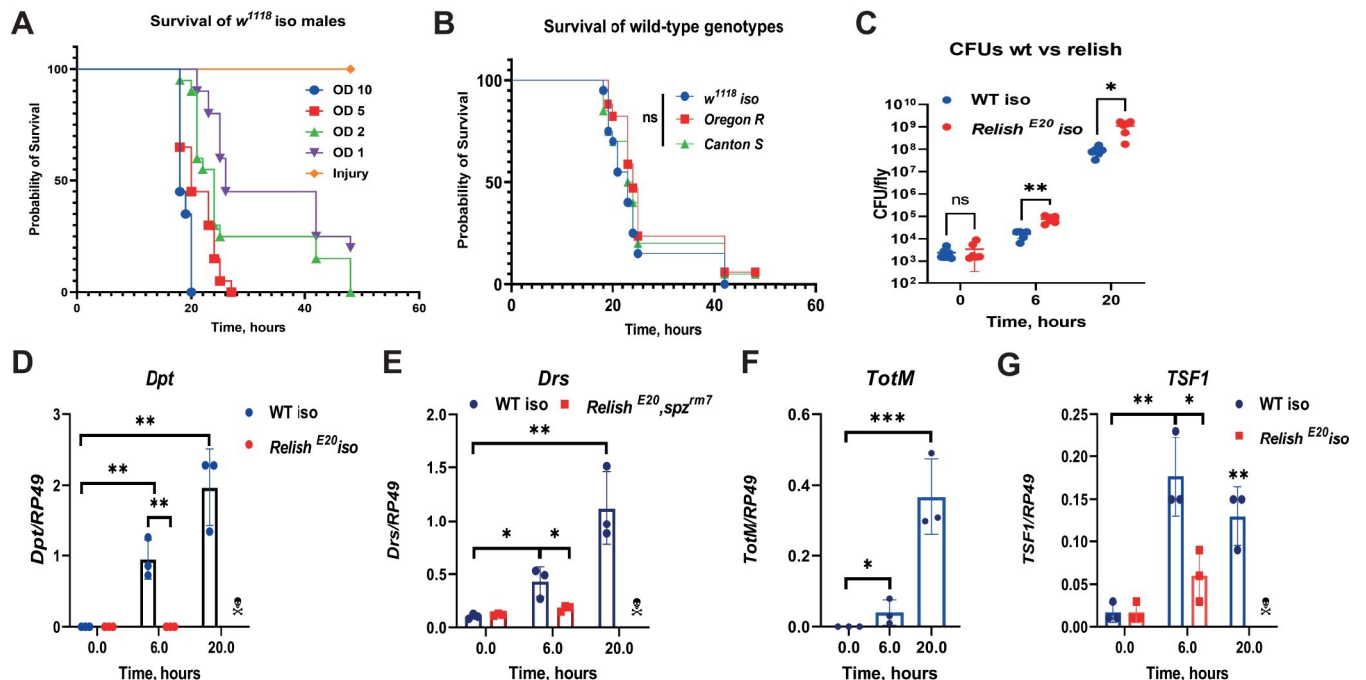 A
Survival of w1118 iso males
Probability of Survival
100
50
0
0 10 20 30 40 50 60
Time, hours
OD 10
OD 5
OD 2
OD 1
Injury
B
Survival of wild-type genotypes
Probability of Survival
100
50
0
0 20 40 60
Time, hours
ns
w1118 iso
Oregon R
Canton S
C
CFUs wt vs relish
WT iso
Relish E20 iso
CFU/fly
10^10
10^9
10^8
10^7
10^6
10^5
10^4
10^3
10^2
ns
**
*
0 6 20
Time, hours
D
Dpt
WT iso
Relish E20 iso
Dpt/RP49
3
2
1
0
**
**
**
0.0 6.0 20.0
Time, hours
E
Drs
WT iso
Relish E20,spz rm7
Drs/RP49
2.0
1.5
1.0
0.5
0.0
**
*
*
0.0 6.0 20.0
Time, hours
F
TotM
TotM/RP49
0.6
0.4
0.2
0.0
***
*
0.0 6.0 20.0
Time, hours
G
TSF1
WT iso
Relish E20 iso
TSF1/RP49
0.25
0.20
0.15
0.10
0.05
0.00
**
*
**
0.0 6.0 20.0
Time, hours